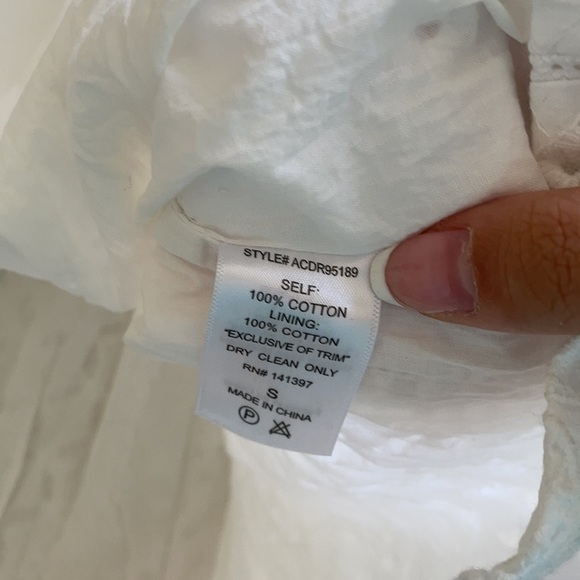 STYLE# ACDR95189
SELF:
100% COTTON
LINING:
100% COTTON
"EXCLUSIVE OF TRIM"
DRY CLEAN ONLY
RN# 141397
S
MADE IN CHINA
P